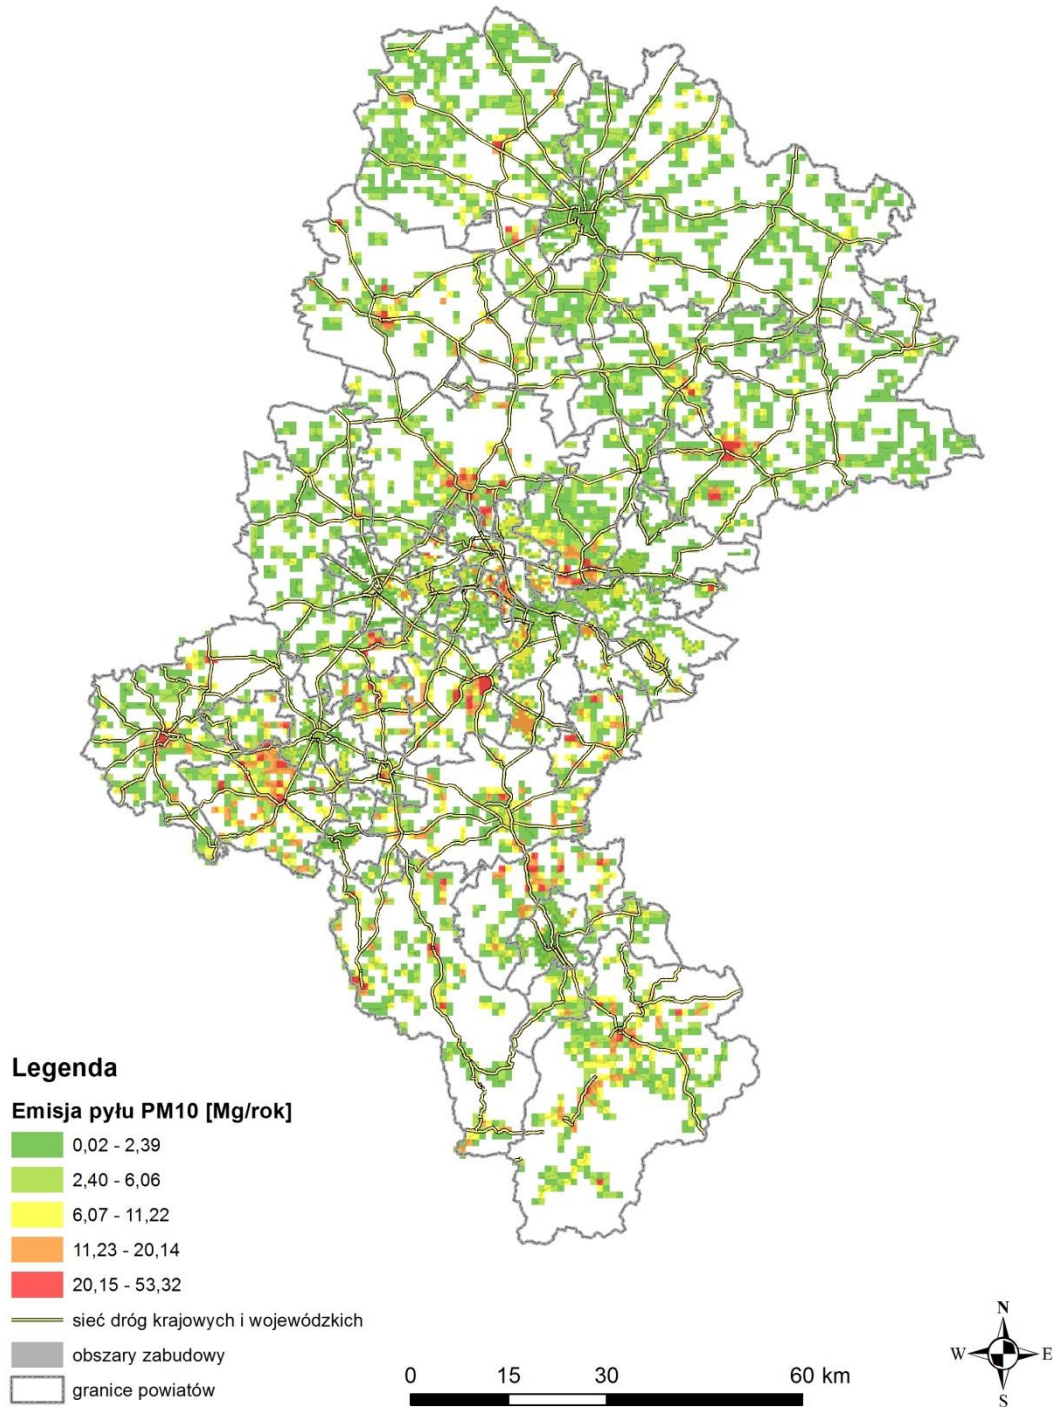 Legenda
Emisja pyłu PM10 [Mg/rok]
0,02 - 2,39
2,40 - 6,06
6,07 - 11,22
11,23 - 20,14
20,15 - 53,32
sieć dróg krajowych i wojewódzkich
obszary zabudowy
granice powiatów
0 15 30 60 km
N
W E
S